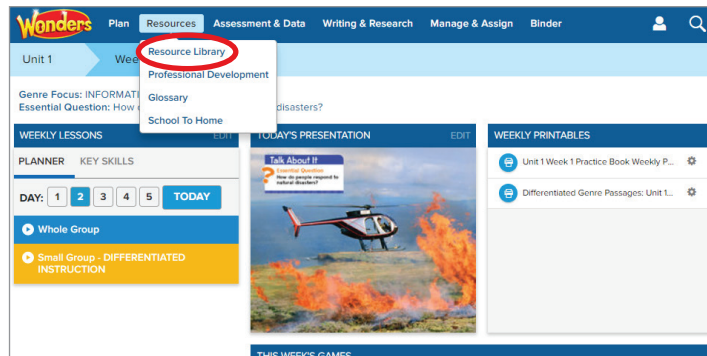 Wonders Plan Resources Assessment & Data Writing & Research Manage & Assign Binder
Unit 1
Resource Library
Professional Development
Glossary
School To Home
Genre Focus:
Essential Question: How disasters?
WEEKLY LESSONS EDIT
PLANNER KEY SKILLS
DAY: 1 2 3 4 5 TODAY
Whole Group
Small Group - DIFFERENTIATED
INSTRUCTION
TODAY'S PRESENTATION EDIT
Talk About It
Essential Question
How do people respond to
natural disasters?
WEEKLY PRINTABLES
Unit 1 Week 1 Practice Book Weekly P...
Differentiated Genre Passages: Unit 1...
THIS WEEK'S GAMES